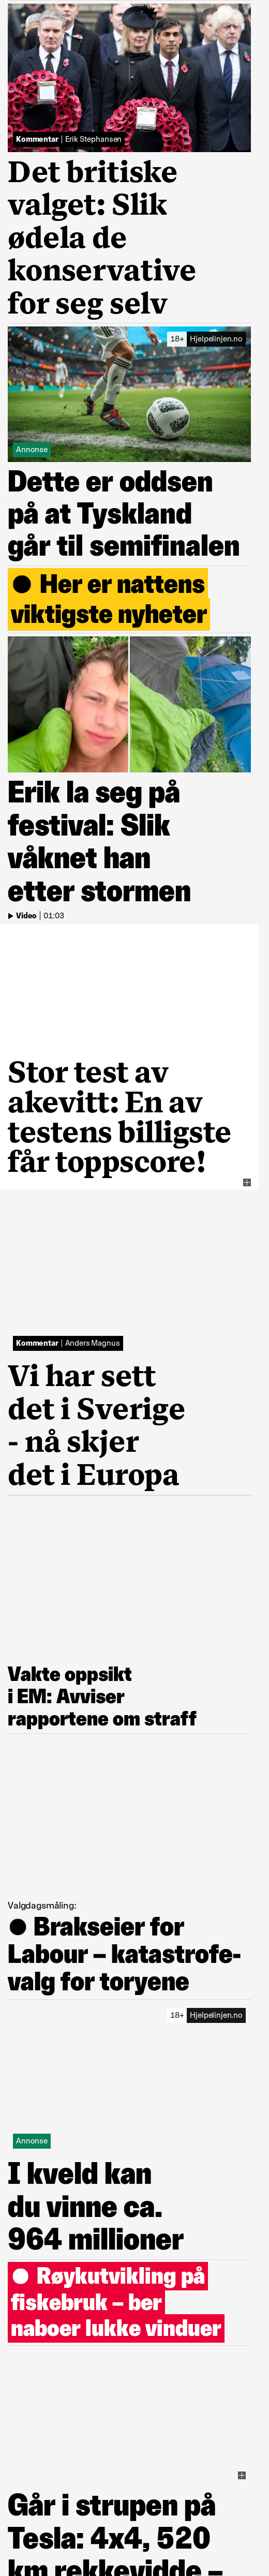 Kommentar | Erik Stephansen
Det britiske
valget: Slik
ødela de
konservative
for seg selv
18+ Hjelpelinjen.no
Annonse
Dette er oddsen
på at Tyskland
går til semifinalen
Her er nattens
viktigste nyheter
Erik la seg på
festival: Slik
våknet han
etter stormen
Video | 01:03
Stor test av
akevitt: En av
testens billigste
får toppscore!
Kommentar | Anders Magnus
Vi har sett
det i Sverige
- nå skjer
det i Europa
Vakte oppsikt
i EM: Avviser
rapportene om straff
Valgdagsmåling:
Brakseier for
Labour – katastrofe-
valg for toryene
18+ Hjelpelinjen.no
Annonse
I kveld kan
du vinne ca.
964 millioner
Røykutvikling på
fiskebruk – ber
naboer lukke vinduer
Går i strupen på
Tesla: 4x4, 520
km rekkevidde –